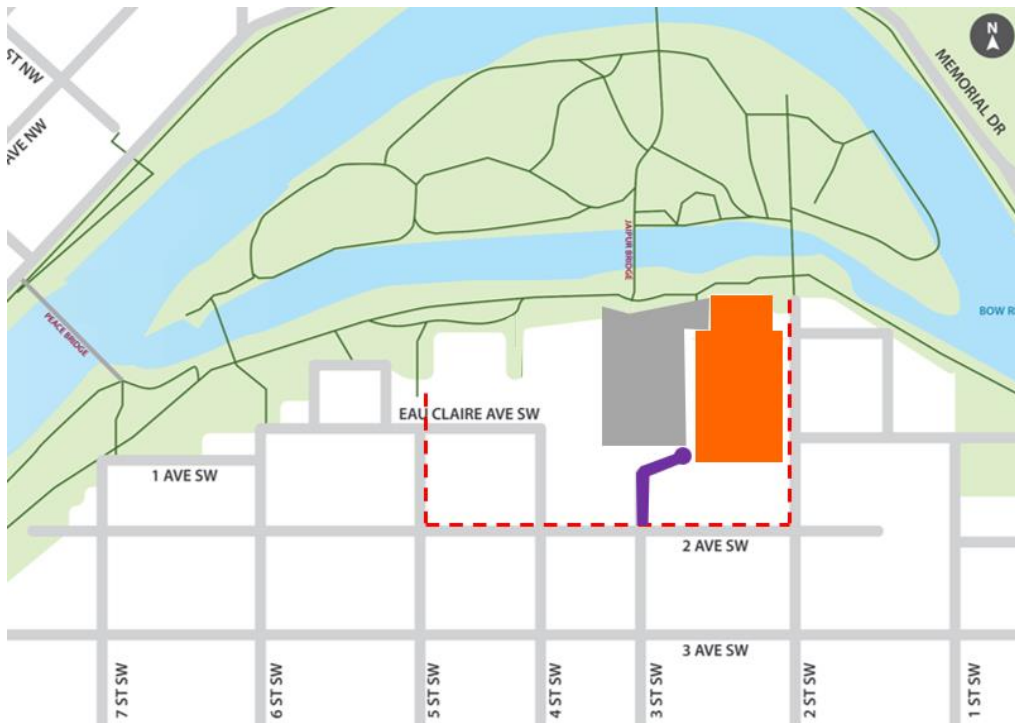 N
ST NW
MEMORIAL DR
AVE NW
JAIPUR BRIDGE
PEACE BRIDGE
BOW R
EAU CLAIRE AVE SW
1 AVE SW
2 AVE SW
3 AVE SW
7 ST SW
6 ST SW
5 ST SW
4 ST SW
3 ST SW
2 ST SW
1 ST SW